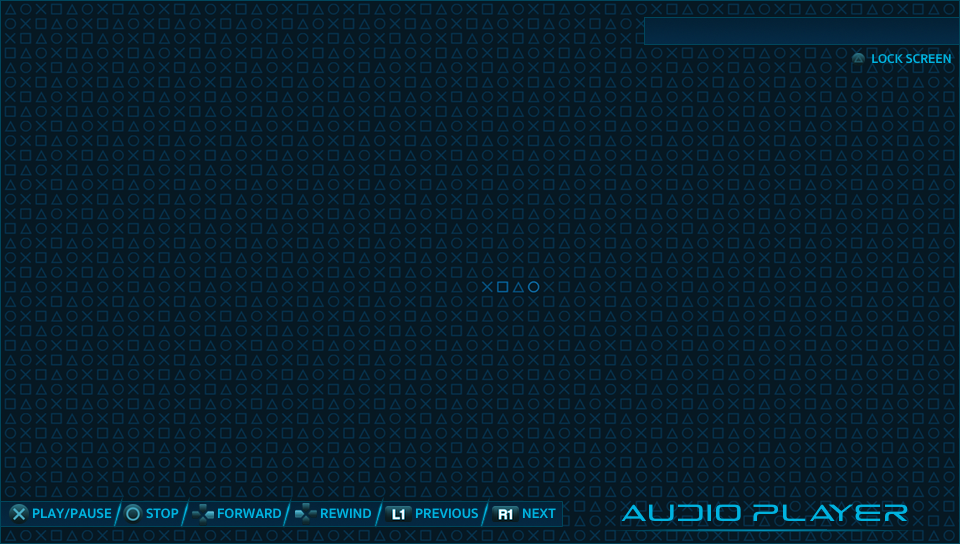 LOCK SCREEN
PLAY/PAUSE STOP FORWARD REWIND L1 PREVIOUS R1 NEXT
AUDIO PLAYER